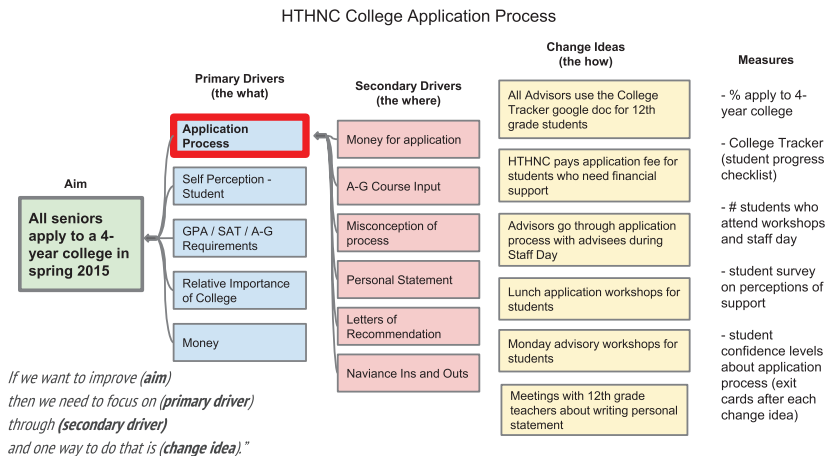 HTHNC College Application Process
Aim
All seniors
apply to a 4-
year college in
spring 2015
Primary Drivers
(the what)
Application
Process
Self Perception -
Student
GPA / SAT / A-G
Requirements
Relative Importance
of College
Money
Secondary Drivers
(the where)
Money for application
A-G Course Input
Misconception of
process
Personal Statement
Letters of
Recommendation
Naviance Ins and Outs
Change Ideas
(the how)
All Advisors use the College
Tracker google doc for 12th
grade students
HTHNC pays application fee for
students who need financial
support
Advisors go through application
process with advisees during
Staff Day
Lunch application workshops for
students
Monday advisory workshops for
students
Meetings with 12th grade
teachers about writing personal
statement
Measures
- % apply to 4-
year college
- College Tracker
(student progress
checklist)
- # students who
attend workshops
and staff day
- student survey
on perceptions of
support
- student
confidence levels
about application
process (exit
cards after each
change idea)
If we want to improve (aim)
then we need to focus on (primary driver)
through (secondary driver)
and one way to do that is (change idea).”